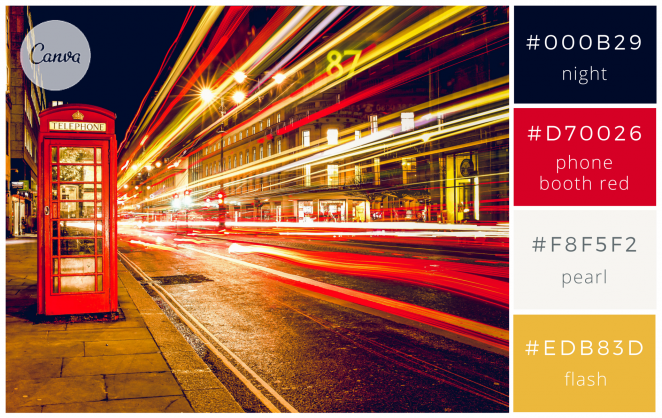 Canva
87
TELEPHONE
#000B29
night
#D70026
phone
booth red
#F8F5F2
pearl
#EDB83D
flash